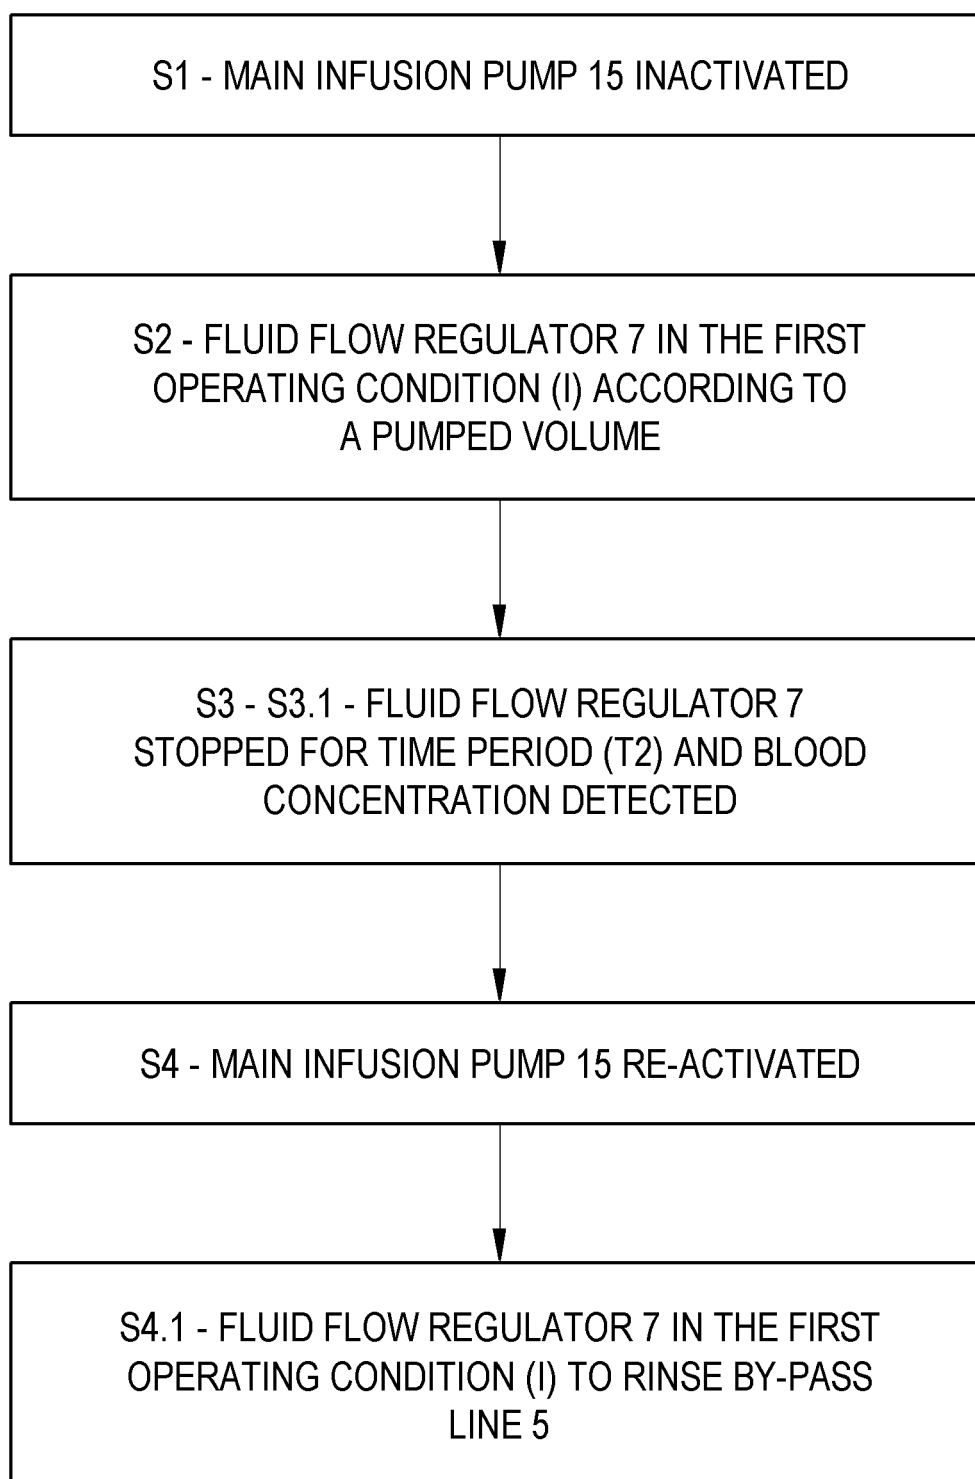 S1 - MAIN INFUSION PUMP 15 INACTIVATED
S2 - FLUID FLOW REGULATOR 7 IN THE FIRST
OPERATING CONDITION (I) ACCORDING TO
A PUMPED VOLUME
S3 - S3.1 - FLUID FLOW REGULATOR 7
STOPPED FOR TIME PERIOD (T2) AND BLOOD
CONCENTRATION DETECTED
S4 - MAIN INFUSION PUMP 15 RE-ACTIVATED
S4.1 - FLUID FLOW REGULATOR 7 IN THE FIRST
OPERATING CONDITION (I) TO RINSE BY-PASS
LINE 5